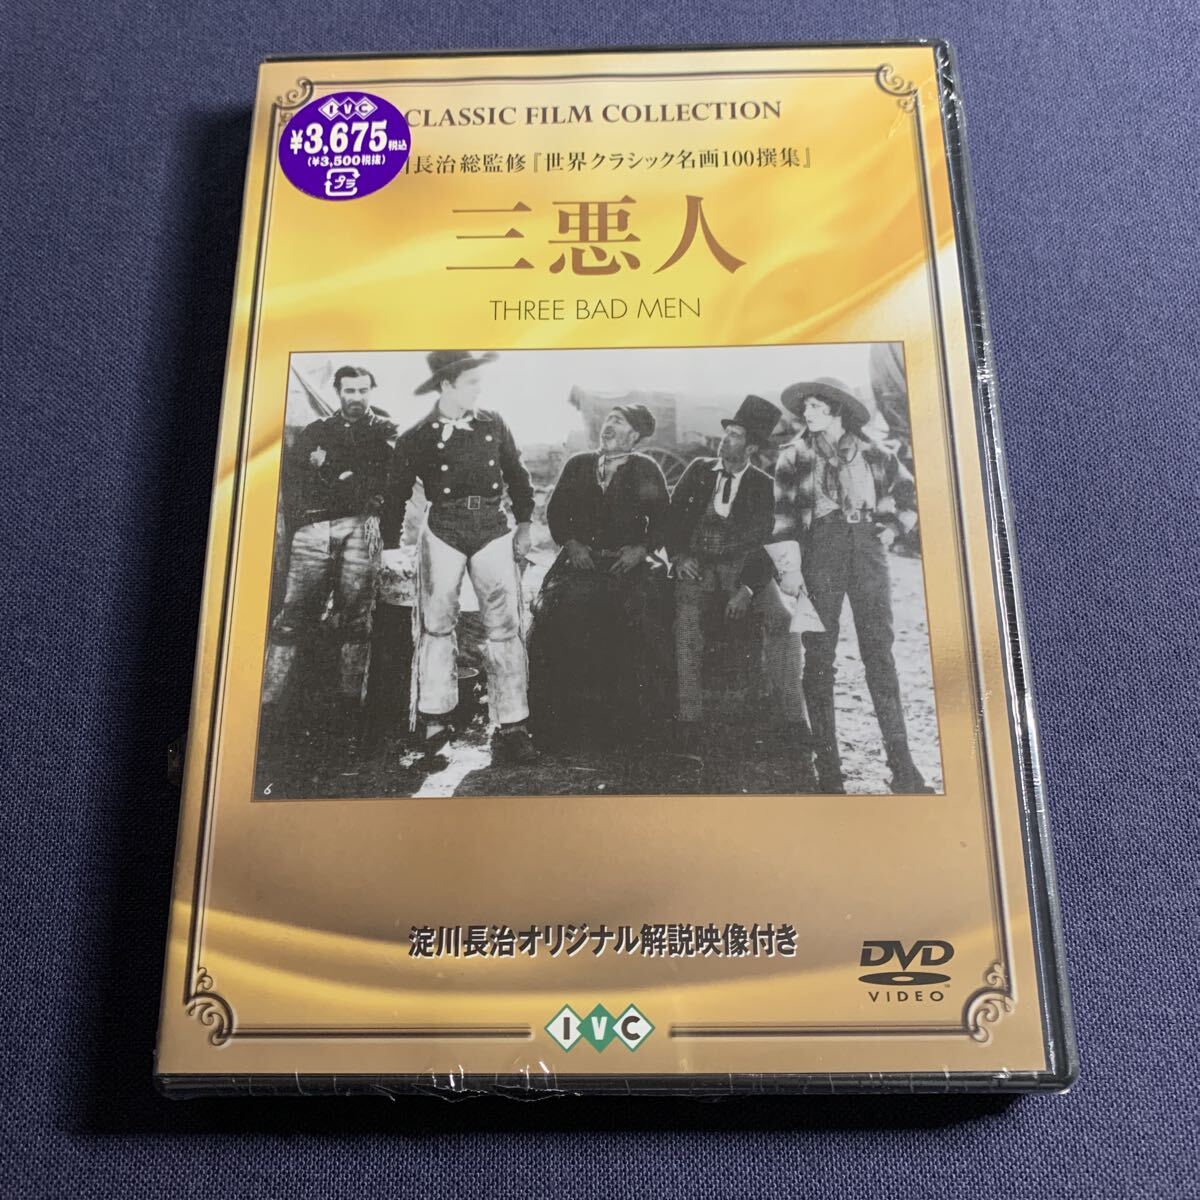 IVC
¥3,675税込
(¥3,500税抜)
プラ
CLASSIC FILM COLLECTION
川長治総監修『世界クラシック名画100撰集』
三悪人
THREE BAD MEN
6
淀川長治オリジナル解説映像付き
DVD
VIDEO
IVC